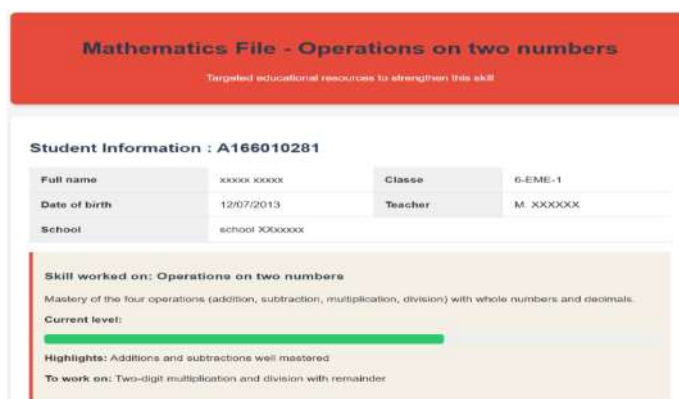 Mathematics File - Operations on two numbers
Targeted educational resources to strengthen this skill
Student Information : A166010281
Full name xxxxx xxxxx Classe 6-EME-1
Date of birth 12/07/2013 Teacher M. XXXXXX
School school XXxxxxx
Skill worked on: Operations on two numbers
Mastery of the four operations (addition, subtraction, multiplication, division) with whole numbers and decimals.
Current level:
Highlights: Additions and subtractions well mastered
To work on: Two-digit multiplication and division with remainder